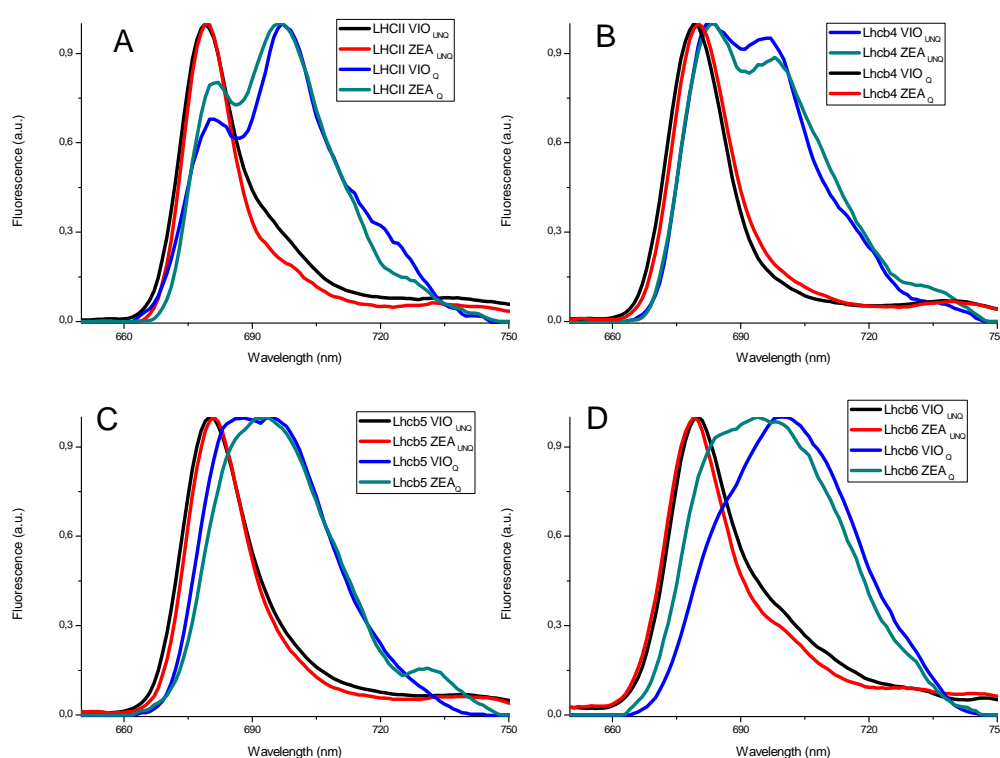 A
LHCII VIO UNQ
LHCII ZEA UNQ
LHCII VIO Q
LHCII ZEA Q
0,9
0,6
0,3
0,0
Fluorescence (a.u.)
660 690 720 750
Wavelength (nm)
B
Lhcb4 VIO UNQ
Lhcb4 ZEA UNQ
Lhcb4 VIO Q
Lhcb4 ZEA Q
0,9
0,6
0,3
0,0
Fluorescence (a.u.)
660 690 720 750
Wavelength (nm)
C
Lhcb5 VIO UNQ
Lhcb5 ZEA UNQ
Lhcb5 VIO Q
Lhcb5 ZEA Q
0,9
0,6
0,3
0,0
Fluorescence (a.u.)
660 690 720 750
Wavelength (nm)
D
Lhcb6 VIO UNQ
Lhcb6 ZEA UNQ
Lhcb6 VIO Q
Lhcb6 ZEA Q
0,9
0,6
0,3
0,0
Fluorescence (a.u.)
660 690 720 750
Wavelength (nm)